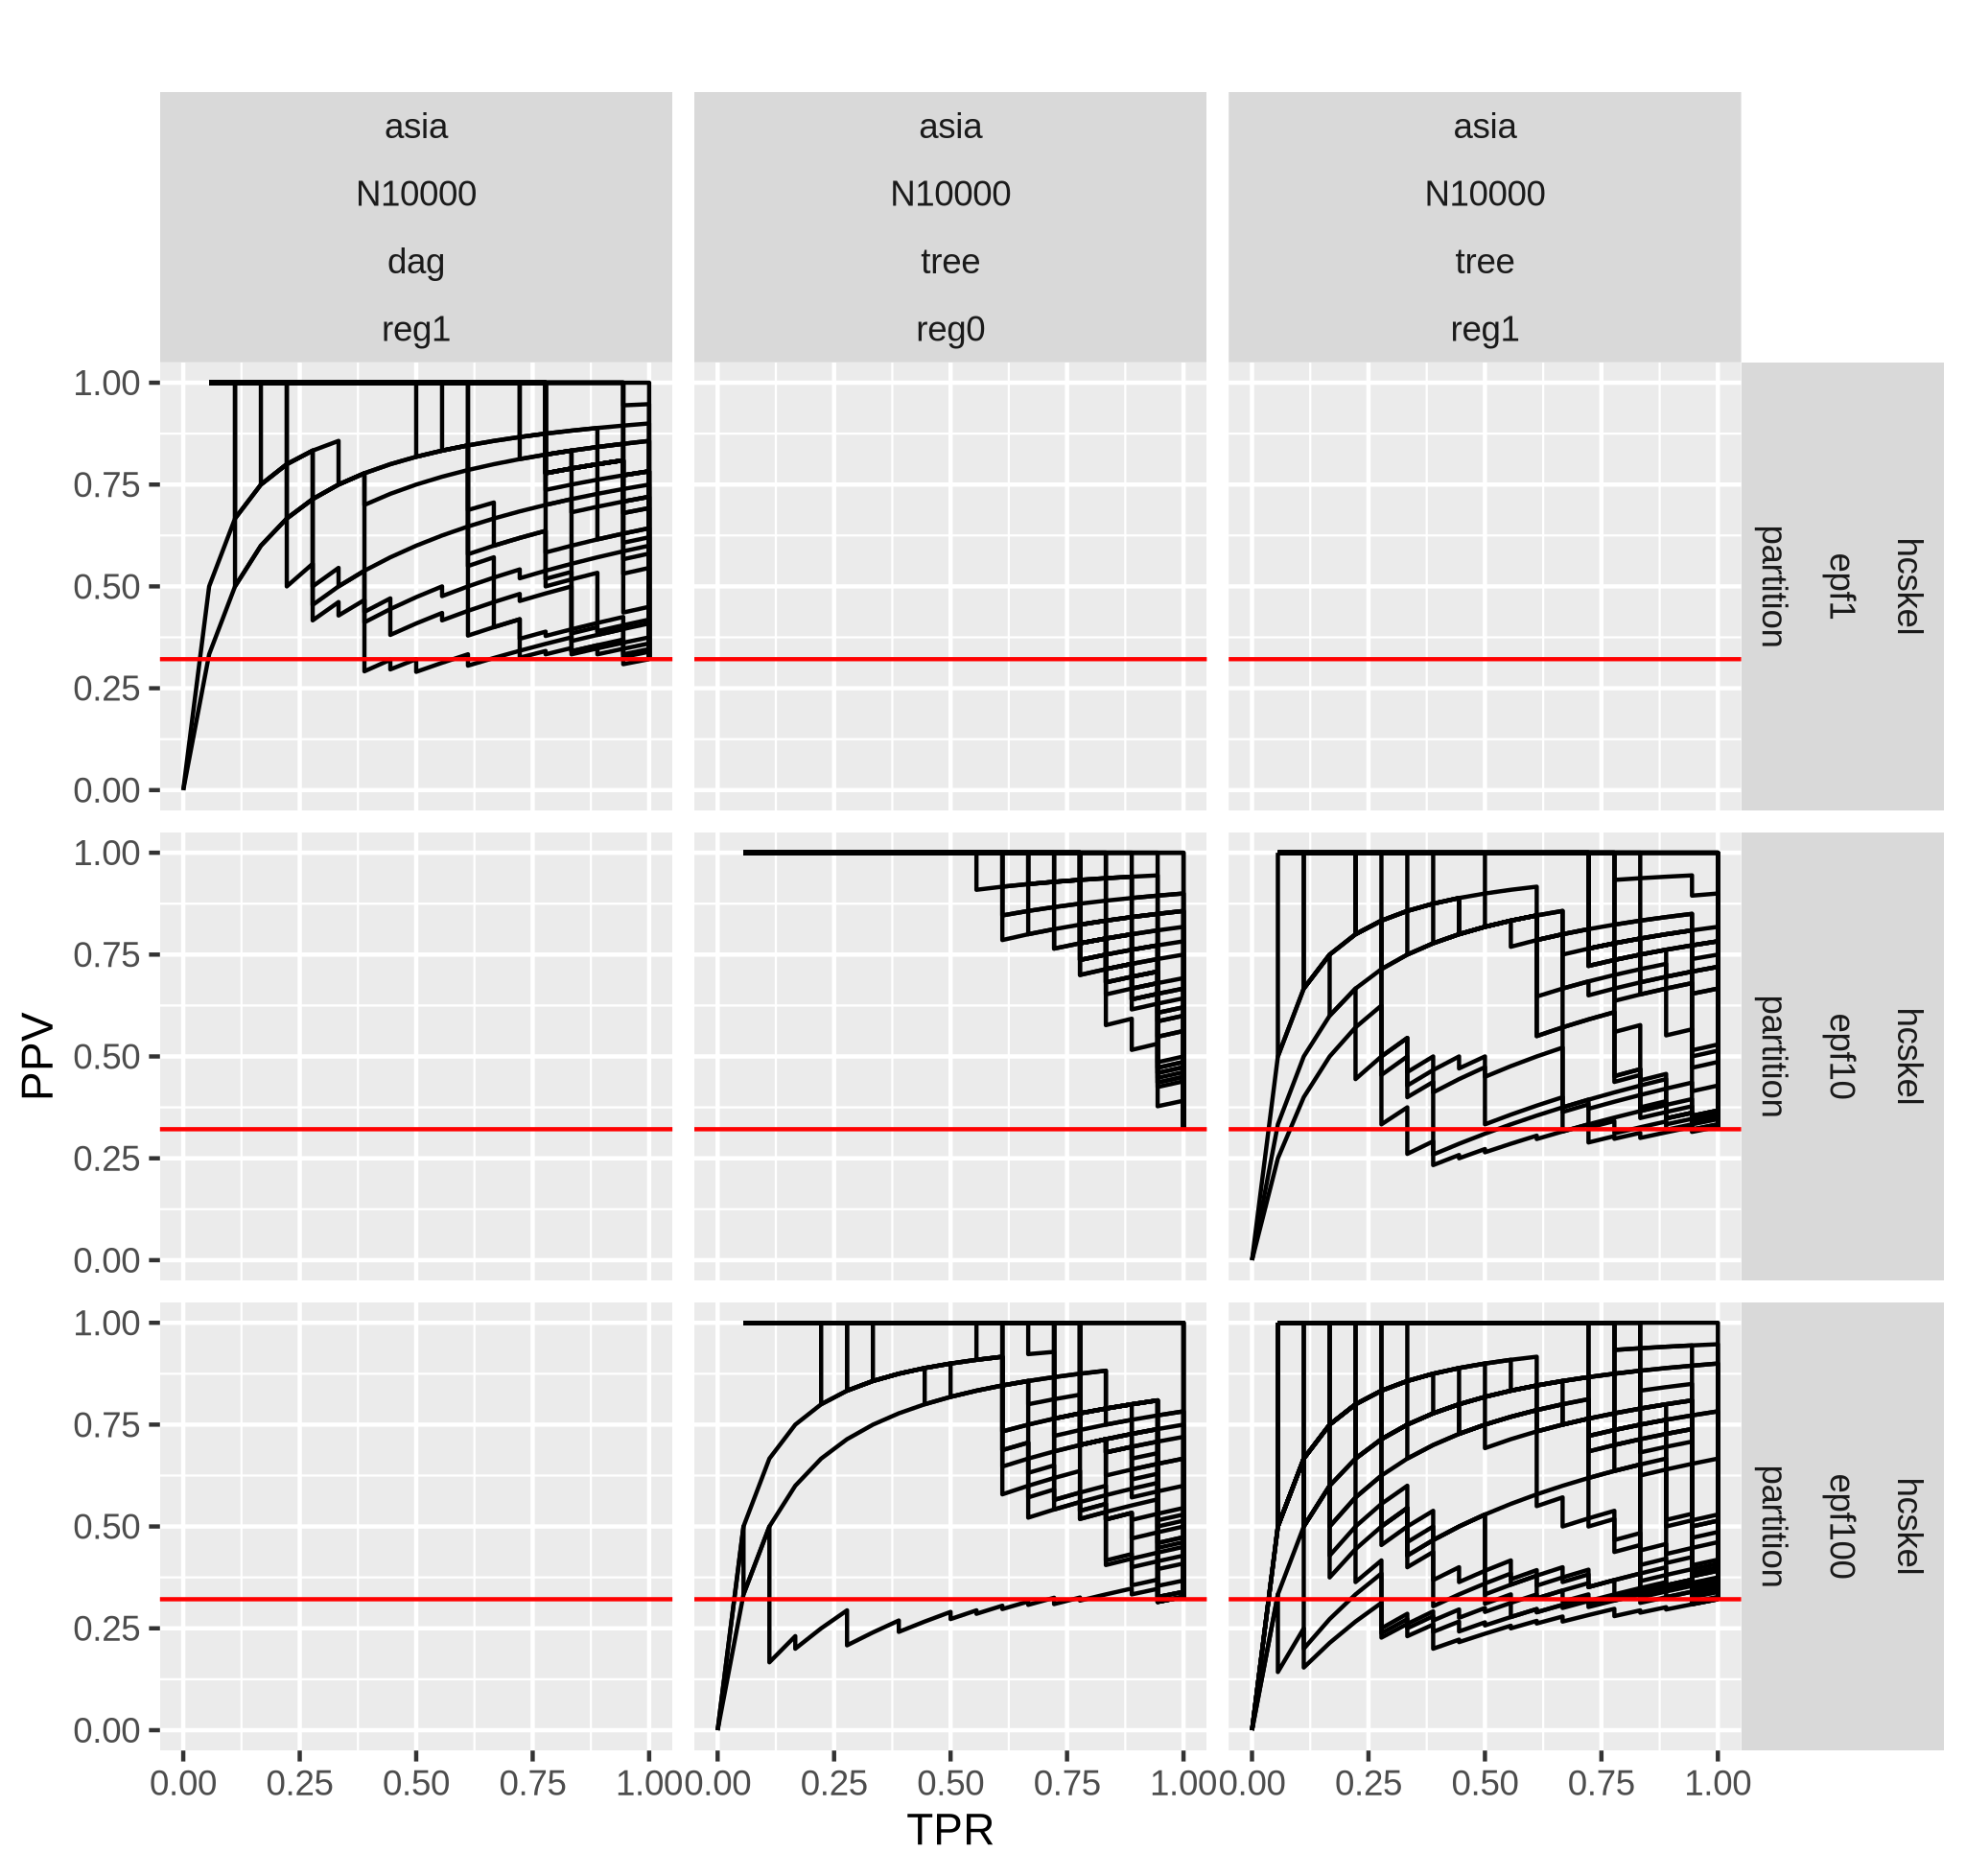 asia asia asia
N10000 N10000 N10000
dag tree tree
reg1 reg0 reg1
1.00
0.75
0.50
0.25
0.00
partition epf1 hcskel
1.00
0.75
0.50
0.25
0.00
partition epf10 hcskel
PPV
1.00
0.75
0.50
0.25
0.00
partition epf100 hcskel
0.00 0.25 0.50 0.75 1.00 0.00 0.25 0.50 0.75 1.00 0.00 0.25 0.50 0.75 1.00
TPR